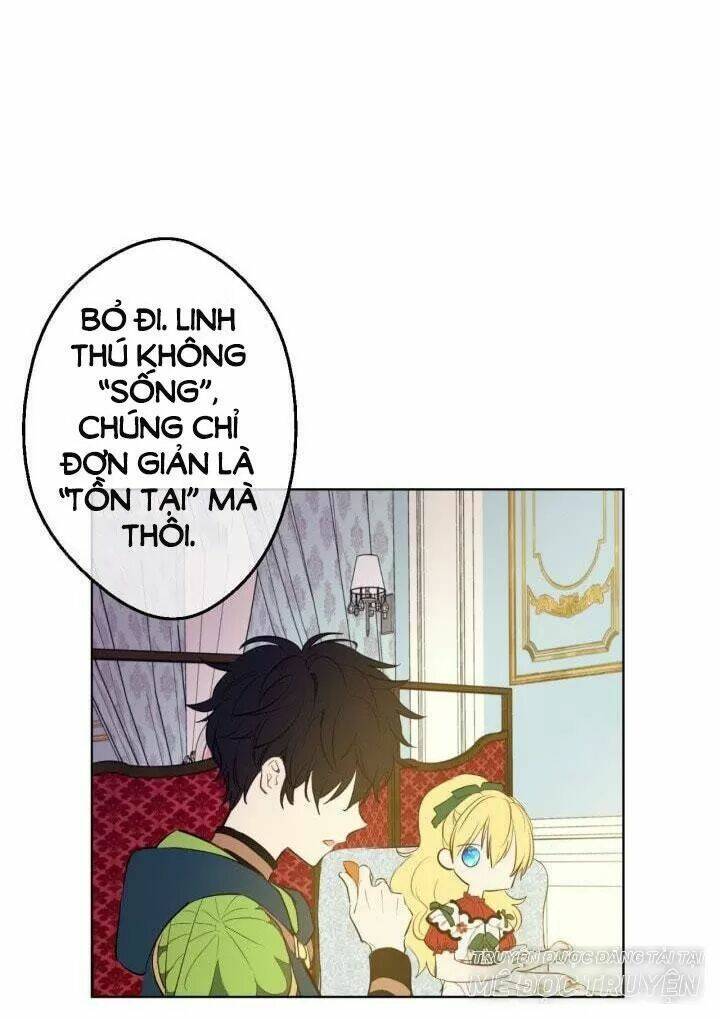 BỎ ĐI. LINH
THÚ KHÔNG
“SỐNG”,
CHÚNG CHỈ
ĐƠN GIẢN LÀ
“TỒN TẠI” MÀ
THÔI.
TRUYỆN ĐƯỢC ĐĂNG TẢI TẠI
MÊ ĐỌC TRUYỆN